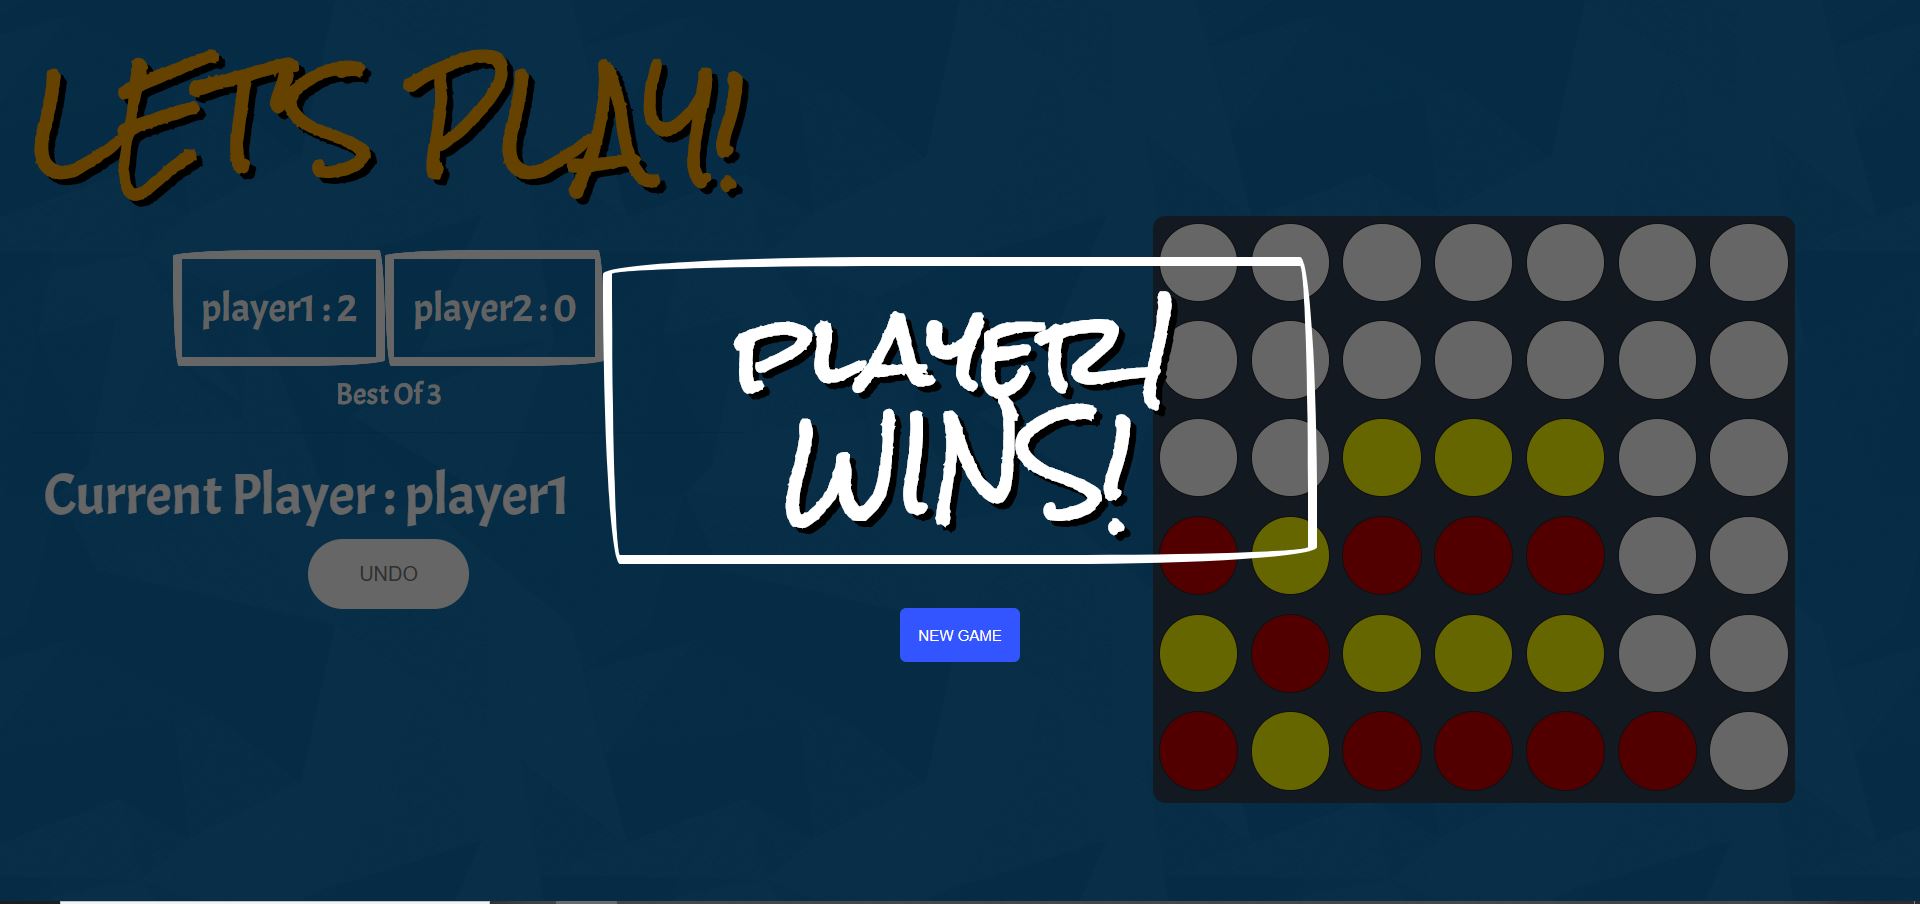 LET'S PLAY!
player1 : 2
player2 : 0
Best Of 3
PLAYER1
WINS!
Current Player : player1
UNDO
NEW GAME